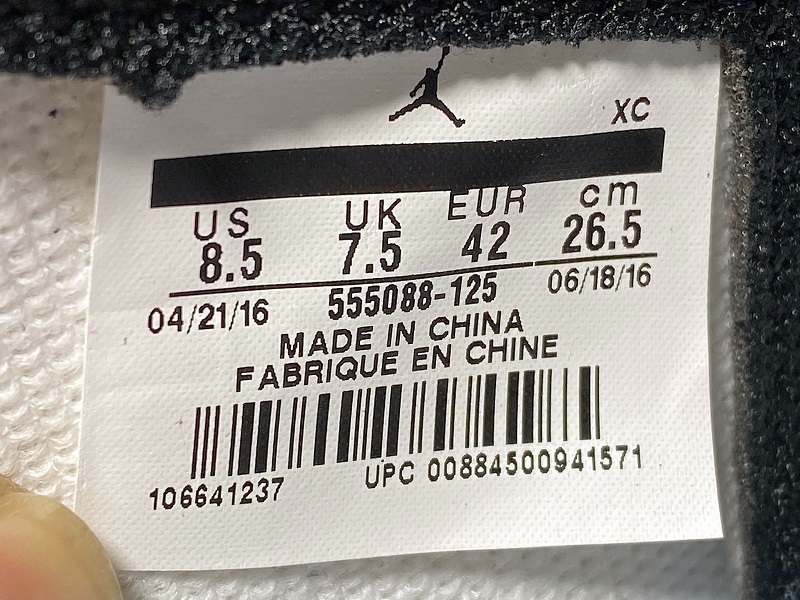 XC
US UK EUR cm
8.5 7.5 42 26.5
04/21/16 555088-125 06/18/16
MADE IN CHINA
FABRIQUE EN CHINE
106641237 UPC 00884500941571